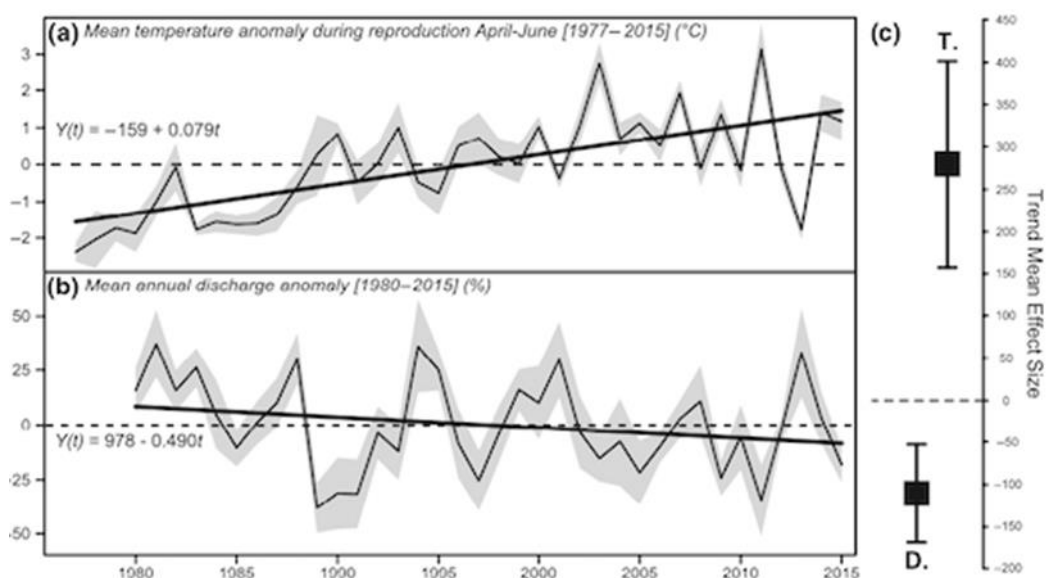 (a) Mean temperature anomaly during reproduction April-June [1977–2015] (°C)
3
2
1
0
−1
−2
Y(t) = –159 + 0.079t
(b) Mean annual discharge anomaly [1980–2015] (%)
50
25
0
-25
-50
Y(t) = 978 - 0.490t
1980 1985 1990 1995 2000 2005 2010 2015
(c)
T.
D.
450
400
350
300
250
200
150
100
50
0
−50
−100
−150
−200
Trend Mean Effect Size